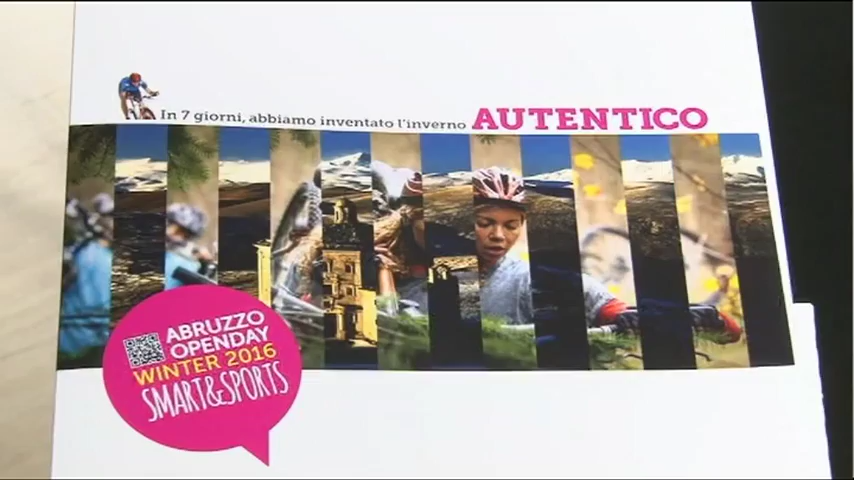 In 7 giorni, abbiamo inventato l'inverno AUTENTICO
ABRUZZO
OPENDAY
WINTER 2016
SMART&SPORTS